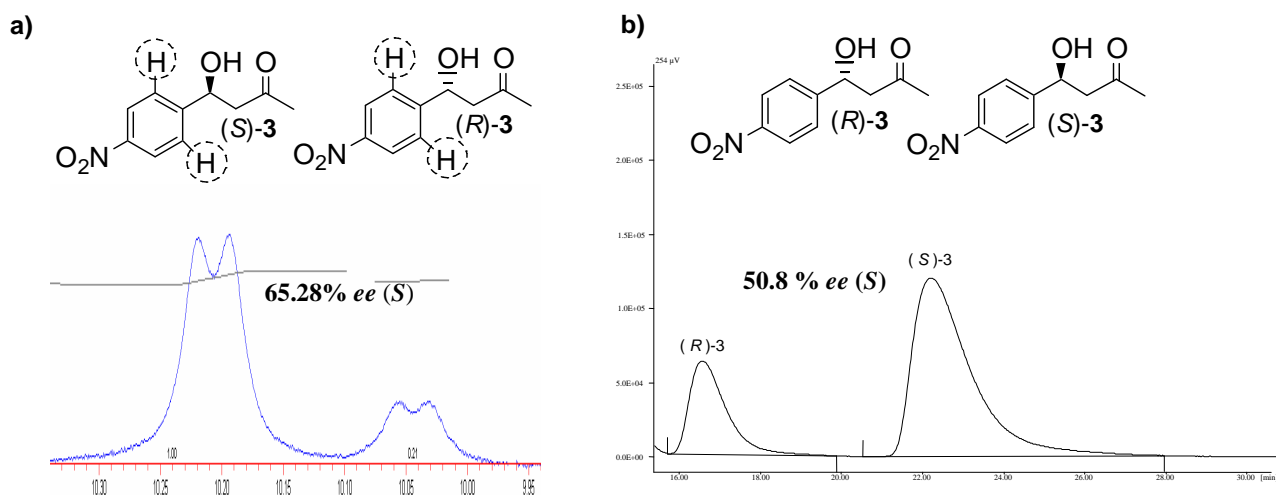 a)
H
OH
O
(S)-3
H
O2N
H
OH
O
(R)-3
H
O2N
65.28% ee (S)
1.00
0.21
10.30
10.25
10.20
10.15
10.10
10.05
10.00
9.95
b)
OH
O
(R)-3
O2N
OH
O
(S)-3
O2N
254 µV
2.5E+05
2.0E+05
1.5E+05
1.0E+05
5.0E+04
0.0E+00
50.8 % ee (S)
(R)-3
(S)-3
16.00
18.00
20.00
22.00
24.00
26.00
28.00
30.00
[min